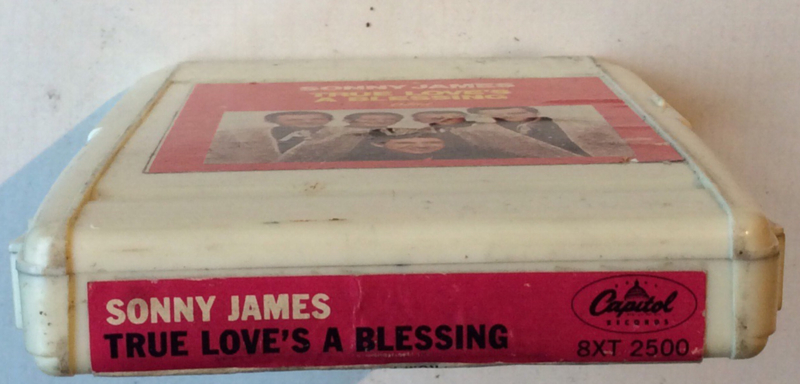 SONNY JAMES
TRUE LOVE'S
A BLESSING
SONNY JAMES
TRUE LOVE'S A BLESSING
Capitol
RECORDS
8XT 2500